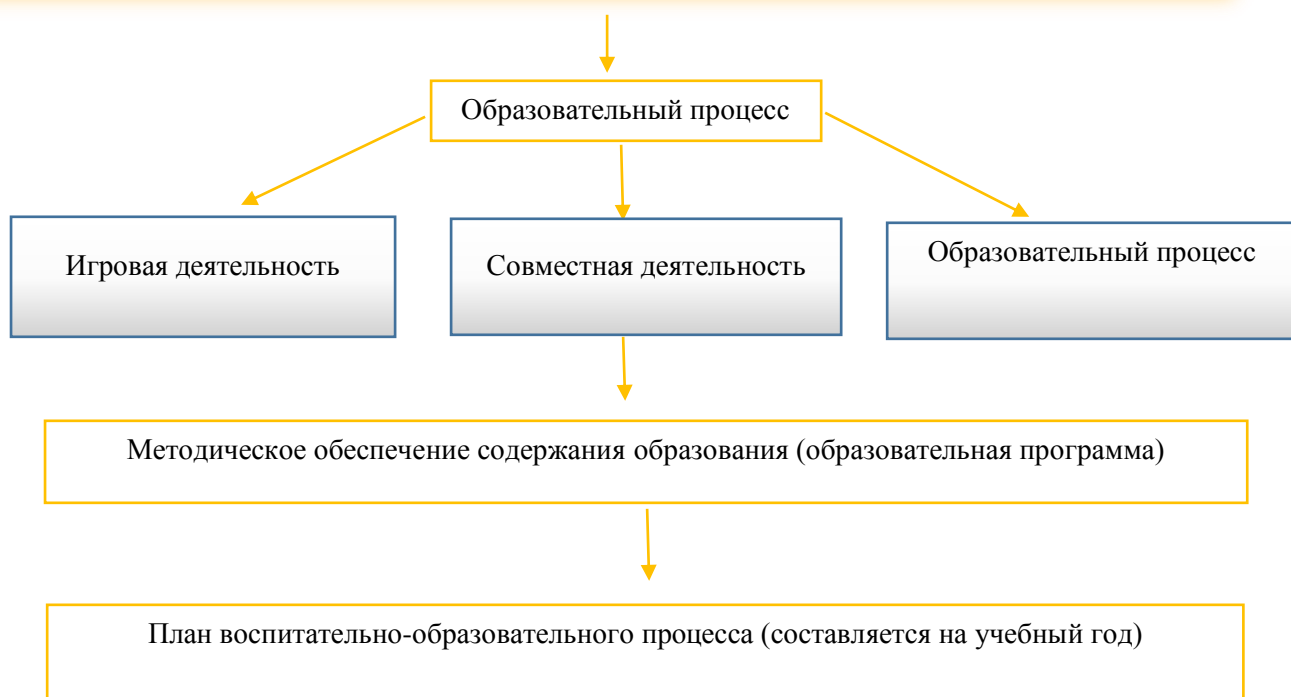 Образовательный процесс
Игровая деятельность
Совместная деятельность
Образовательный процесс
Методическое обеспечение содержания образования (образовательная программа)
План воспитательно-образовательного процесса (составляется на учебный год)